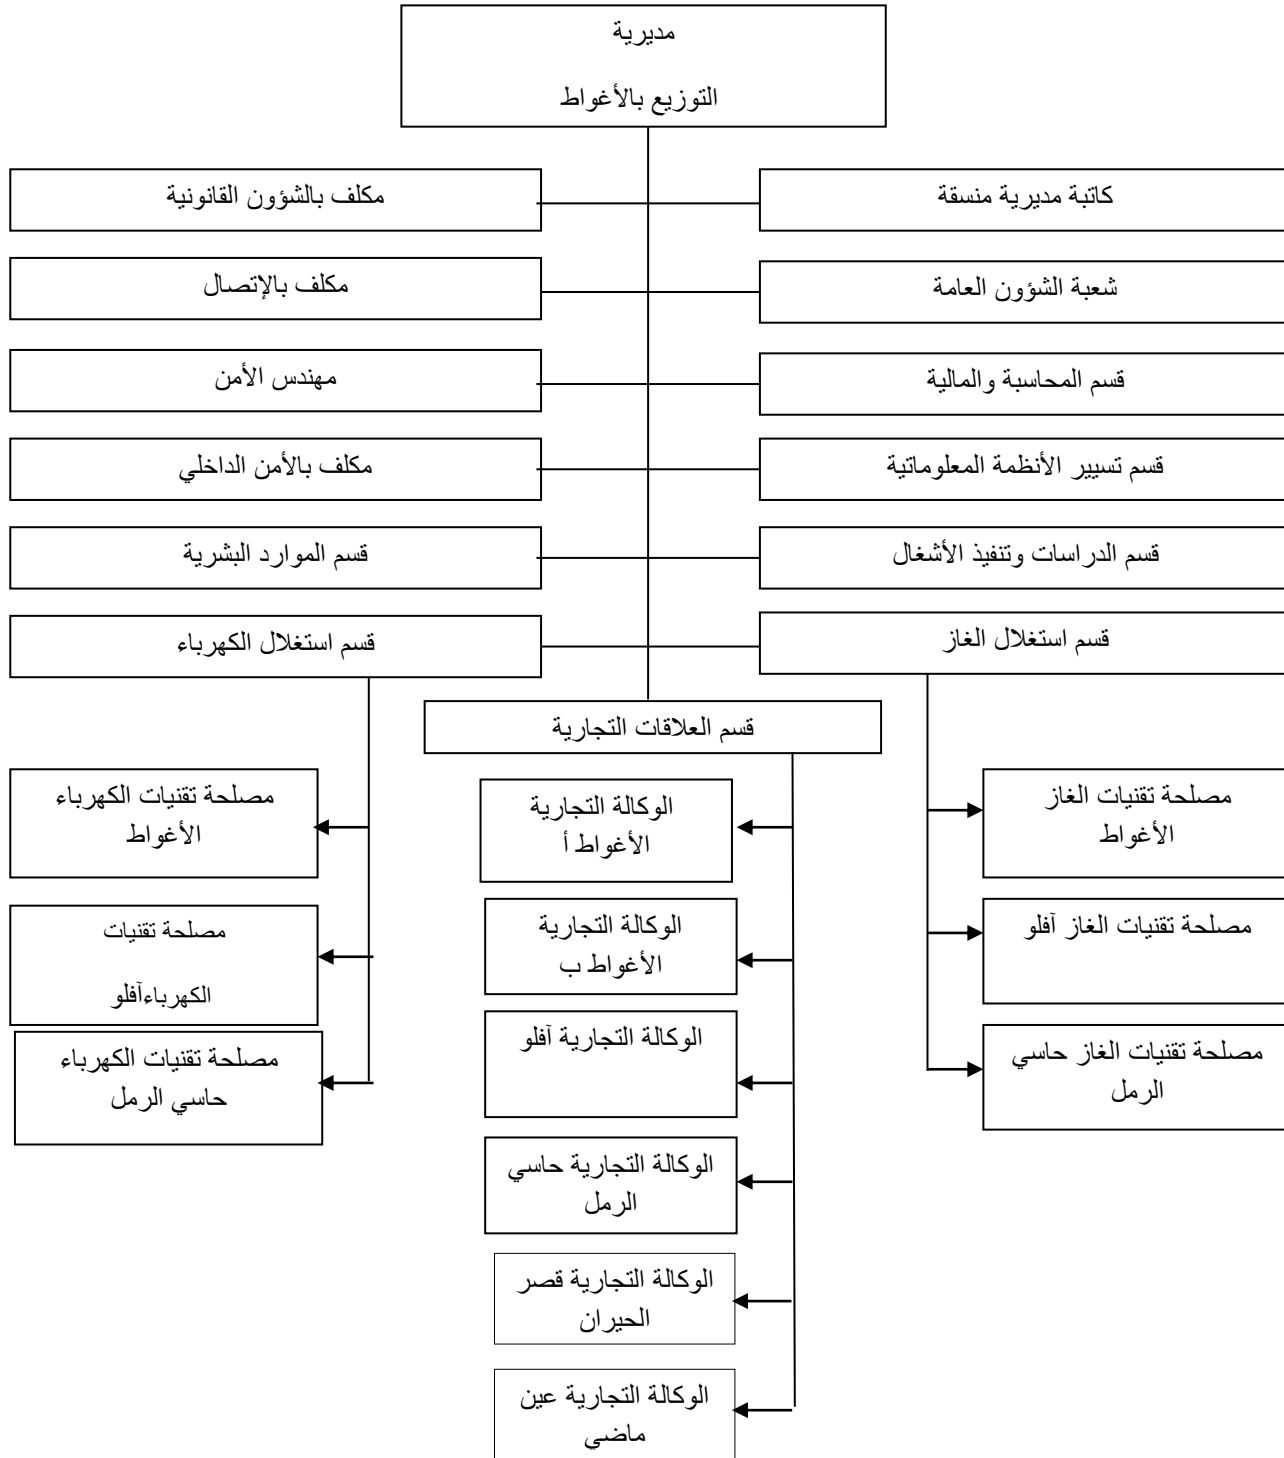 مديرية
التوزيع بالأغواط
كاتبة مديرية منسقة
مكلف بالشؤون القانونية
شعبة الشؤون العامة
مكلف بالإتصال
قسم المحاسبة والمالية
مهندس الأمن
قسم تسيير الأنظمة المعلوماتية
مكلف بالأمن الداخلي
قسم الدراسات وتنفيذ الأشغال
قسم الموارد البشرية
قسم استغلال الغاز
قسم استغلال الكهرباء
قسم العلاقات التجارية
مصلحة تقنيات الغاز
الأغواط
مصلحة تقنيات الغاز آفلو
مصلحة تقنيات الغاز حاسي
الرمل
الوكالة التجارية
الأغواط أ
الوكالة التجارية
الأغواط ب
الوكالة التجارية آفلو
الوكالة التجارية حاسي
الرمل
الوكالة التجارية قصر
الحيران
الوكالة التجارية عين
ماضي
مصلحة تقنيات الكهرباء
الأغواط
مصلحة تقنيات
الكهرباءآفلو
مصلحة تقنيات الكهرباء
حاسي الرمل